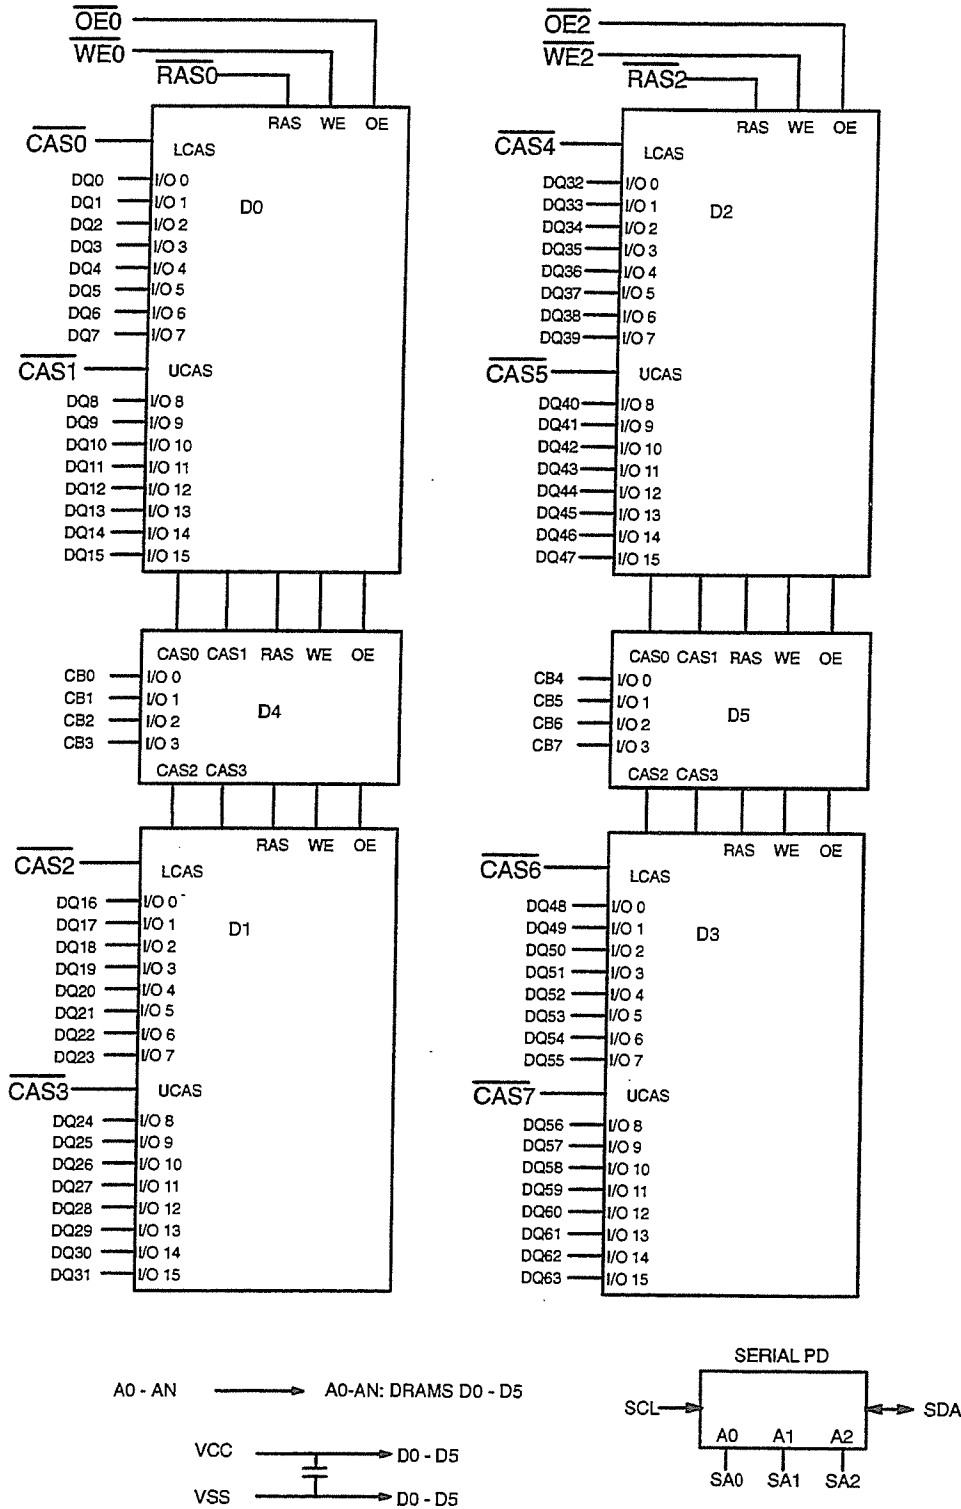 OE0
WE0
RAS0
RAS WE OE
CAS0
LCAS
DQ0 I/O 0
D0
DQ1 I/O 1
DQ2 I/O 2
DQ3 I/O 3
DQ4 I/O 4
DQ5 I/O 5
DQ6 I/O 6
DQ7 I/O 7
CAS1
UCAS
DQ8 I/O 8
DQ9 I/O 9
DQ10 I/O 10
DQ11 I/O 11
DQ12 I/O 12
DQ13 I/O 13
DQ14 I/O 14
DQ15 I/O 15
CAS0 CAS1 RAS WE OE
CB0 I/O 0
CB1 I/O 1
D4
CB2 I/O 2
CB3 I/O 3
CAS2 CAS3
RAS WE OE
CAS2
LCAS
DQ16 I/O 0
DQ17 I/O 1
D1
DQ18 I/O 2
DQ19 I/O 3
DQ20 I/O 4
DQ21 I/O 5
DQ22 I/O 6
DQ23 I/O 7
CAS3
UCAS
DQ24 I/O 8
DQ25 I/O 9
DQ26 I/O 10
DQ27 I/O 11
DQ28 I/O 12
DQ29 I/O 13
DQ30 I/O 14
DQ31 I/O 15
OE2
WE2
RAS2
RAS WE OE
CAS4
LCAS
DQ32 I/O 0
DQ33 I/O 1
D2
DQ34 I/O 2
DQ35 I/O 3
DQ36 I/O 4
DQ37 I/O 5
DQ38 I/O 6
DQ39 I/O 7
CAS5
UCAS
DQ40 I/O 8
DQ41 I/O 9
DQ42 I/O 10
DQ43 I/O 11
DQ44 I/O 12
DQ45 I/O 13
DQ46 I/O 14
DQ47 I/O 15
CAS0 CAS1 RAS WE OE
CB4 I/O 0
CB5 I/O 1
D5
CB6 I/O 2
CB7 I/O 3
CAS2 CAS3
RAS WE OE
CAS6
LCAS
DQ48 I/O 0
DQ49 I/O 1
D3
DQ50 I/O 2
DQ51 I/O 3
DQ52 I/O 4
DQ53 I/O 5
DQ54 I/O 6
DQ55 I/O 7
CAS7
UCAS
DQ56 I/O 8
DQ57 I/O 9
DQ58 I/O 10
DQ59 I/O 11
DQ60 I/O 12
DQ61 I/O 13
DQ62 I/O 14
DQ63 I/O 15
A0 - AN A0-AN: DRAMS D0 - D5
VCC D0 - D5
VSS D0 - D5
SERIAL PD
SCL SDA
A0 A1 A2
SA0 SA1 SA2